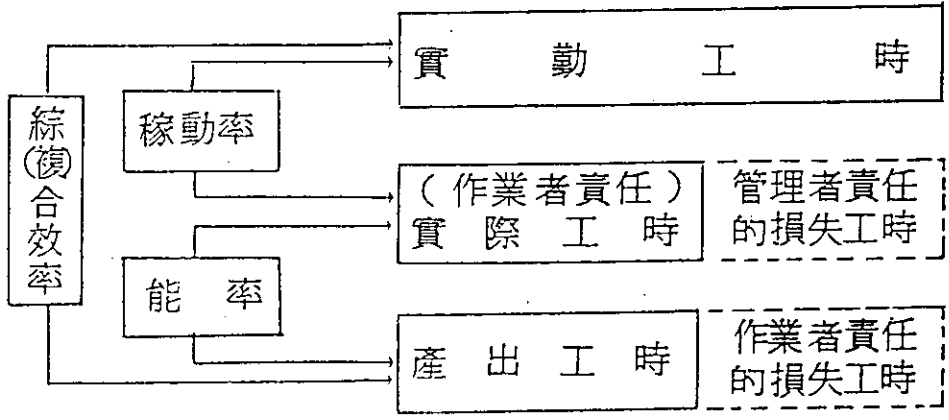 綜(複)合效率
稼動率
能率
實勤工時
(作業者責任)
實際工時
管理者責任
的損失工時
產出工時
作業者責任
的損失工時